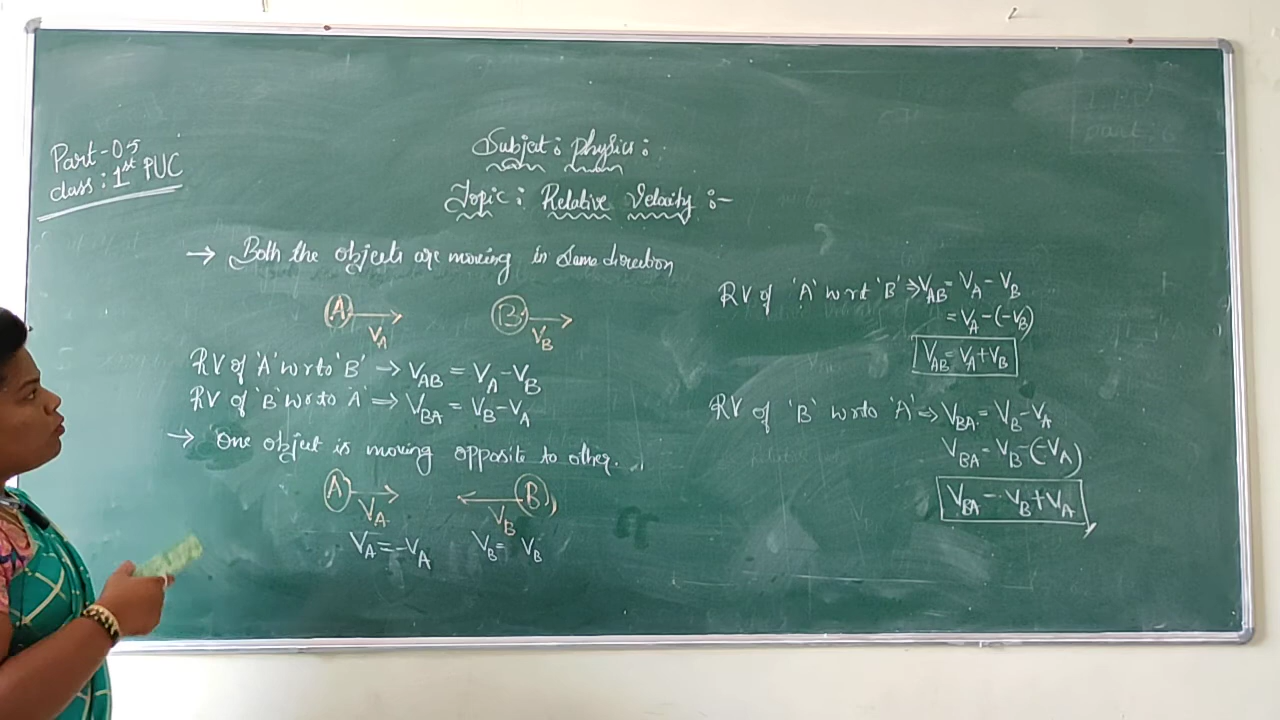 Part-05
class: 1st PUC
Subject: Physics:
Topic: Relative Velocity :-
→ Both the objects are moving in Same direction
A B
VA VB
RV of 'A' w r to 'B' → VAB = VA - VB
RV of 'B' w r to 'A' ⇒ VBA = VB - VA
→ One object is moving opposite to other.
A B
VA VB
VA = -VA VB = VB
RV of 'A' w r t 'B' ⇒ VAB = VA - VB
= VA - (-VB)
VAB = VA + VB
RV of 'B' w r to 'A' ⇒ VBA = VB - VA
VBA = VB - (-VA)
VBA = VB + VA